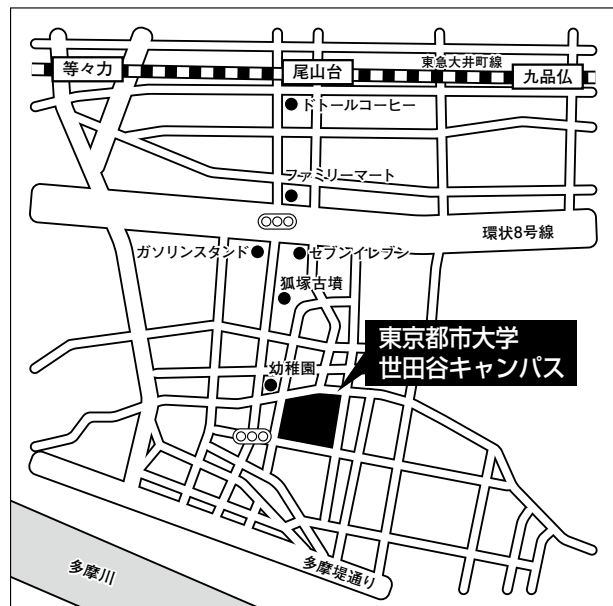 東急大井町線
等々力
尾山台
九品仏
ドトールコーヒー
ファミリーマート
環状8号線
ガソリンスタンド
セブンイレブン
狐塚古墳
東京都市大学
世田谷キャンパス
幼稚園
多摩堤通り
多摩川